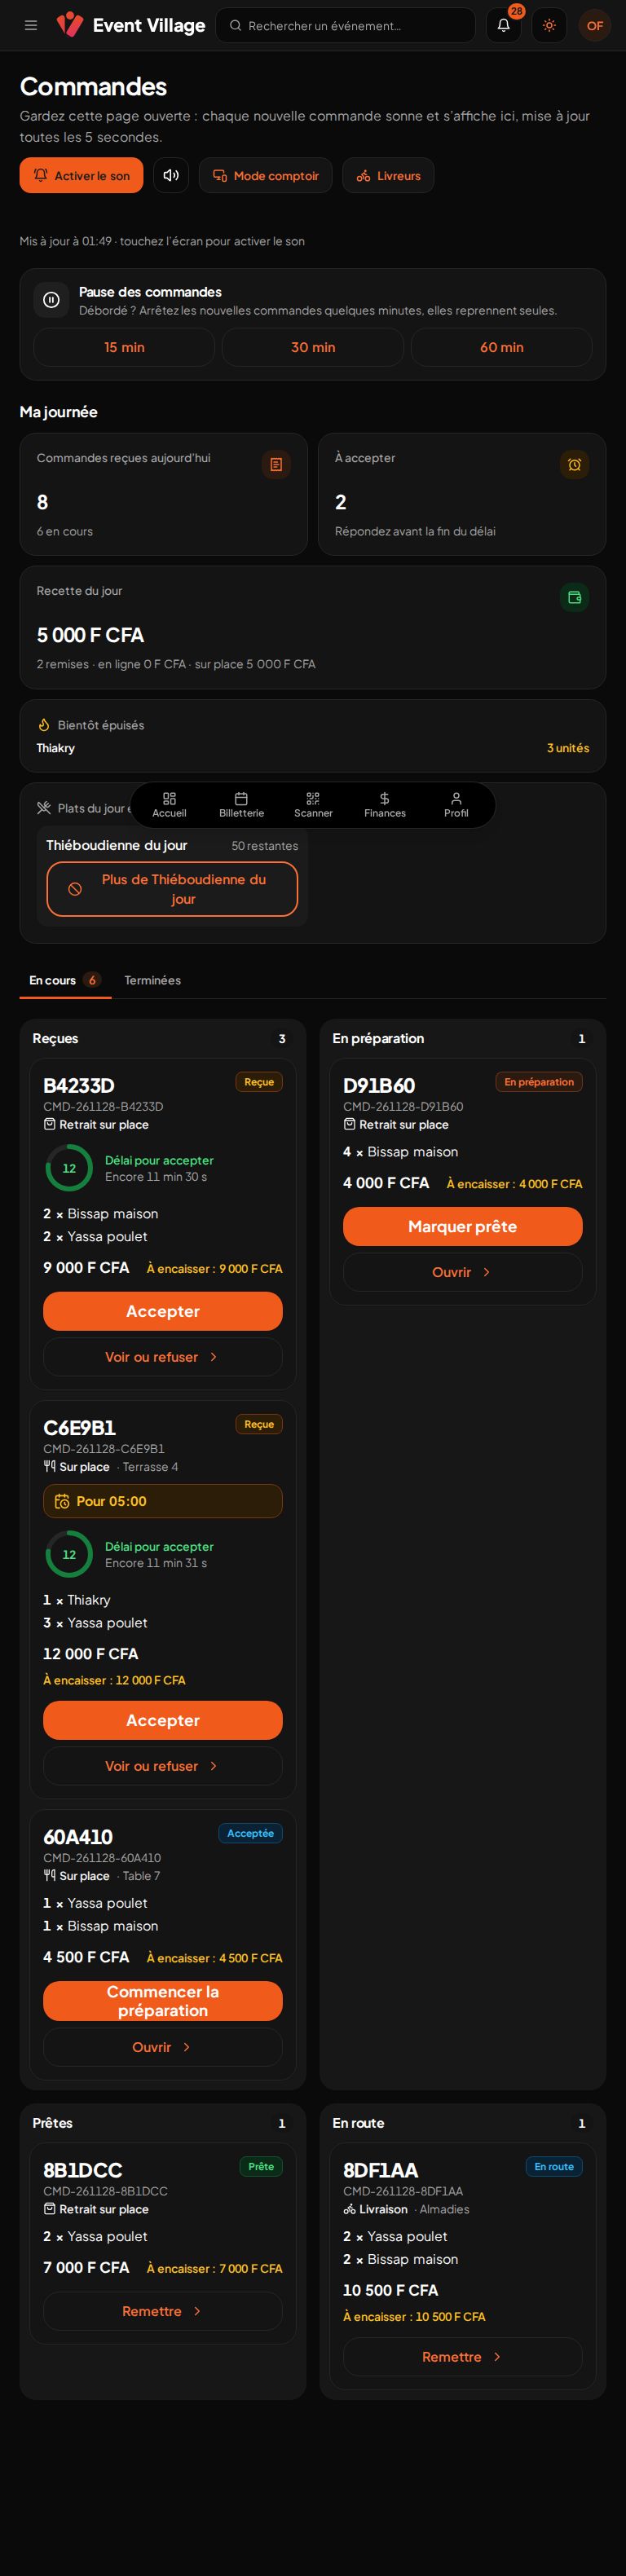 Event Village
Rechercher un événement...
28
OF
Commandes
Gardez cette page ouverte : chaque nouvelle commande sonne et s'affiche ici, mise à jour
toutes les 5 secondes.
Activer le son
Mode comptoir
Livreurs
Mis à jour à 01:49 · touchez l'écran pour activer le son
Pause des commandes
Débordé ? Arrêtez les nouvelles commandes quelques minutes, elles reprennent seules.
15 min
30 min
60 min
Ma journée
Commandes reçues aujourd'hui
8
6 en cours
À accepter
2
Répondez avant la fin du délai
Recette du jour
5 000 F CFA
2 remises · en ligne 0 F CFA · sur place 5 000 F CFA
Bientôt épuisés
Thiakry
3 unités
Plats du jour
Accueil
Billetterie
Scanner
Finances
Profil
Thiéboudienne du jour
50 restantes
Plus de Thiéboudienne du
jour
En cours 6
Terminées
Reçues 3
B4233D
Reçue
CMD-261128-B4233D
Retrait sur place
12
Délai pour accepter
Encore 11 min 30 s
2 × Bissap maison
2 × Yassa poulet
9 000 F CFA
À encaisser : 9 000 F CFA
Accepter
Voir ou refuser
C6E9B1
Reçue
CMD-261128-C6E9B1
Sur place · Terrasse 4
Pour 05:00
12
Délai pour accepter
Encore 11 min 31 s
1 × Thiakry
3 × Yassa poulet
12 000 F CFA
À encaisser : 12 000 F CFA
Accepter
Voir ou refuser
60A410
Acceptée
CMD-261128-60A410
Sur place · Table 7
1 × Yassa poulet
1 × Bissap maison
4 500 F CFA
À encaisser : 4 500 F CFA
Commencer la
préparation
Ouvrir
En préparation 1
D91B60
En préparation
CMD-261128-D91B60
Retrait sur place
4 × Bissap maison
4 000 F CFA
À encaisser : 4 000 F CFA
Marquer prête
Ouvrir
Prêtes 1
8B1DCC
Prête
CMD-261128-8B1DCC
Retrait sur place
2 × Yassa poulet
7 000 F CFA
À encaisser : 7 000 F CFA
Remettre
En route 1
8DF1AA
En route
CMD-261128-8DF1AA
Livraison · Almadies
2 × Yassa poulet
2 × Bissap maison
10 500 F CFA
À encaisser : 10 500 F CFA
Remettre